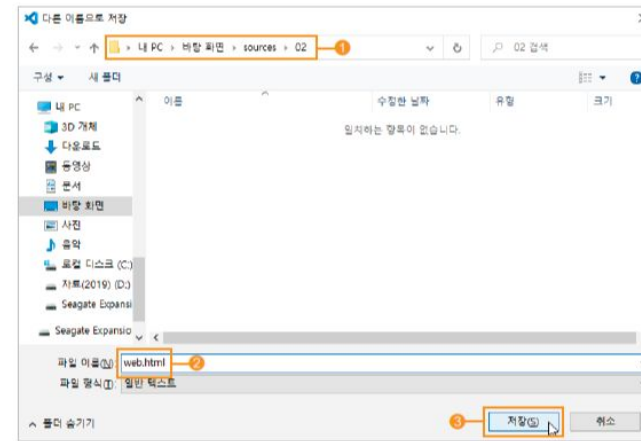 다른 이름으로 저장
내 PC > 바탕 화면 > sources > 02
1
02 검색
구성
새 폴더
이름
수정한 날짜
유형
크기
일치하는 항목이 없습니다.
내 PC
3D 개체
다운로드
동영상
문서
바탕 화면
사진
음악
로컬 디스크 (C:)
자료(2019) (D:)
Seagate Expansi
Seagate Expansio
파일 이름(N): web.html
2
파일 형식(T): 일반 텍스트
폴더 숨기기
3
저장(S)
취소